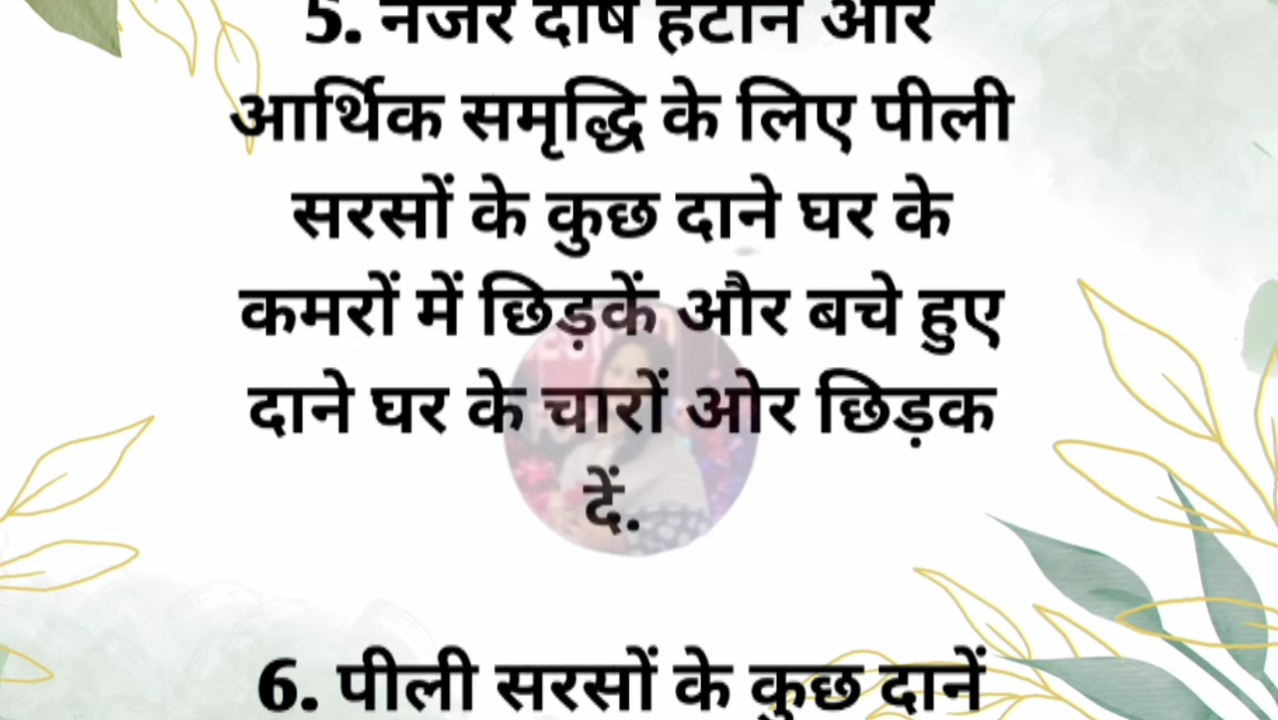 5. नजर दोष हटाने और
आर्थिक समृद्धि के लिए पीली
सरसों के कुछ दाने घर के
कमरों में छिड़कें और बचे हुए
दाने घर के चारों ओर छिड़क
दें.
6. पीली सरसों के कुछ दानें